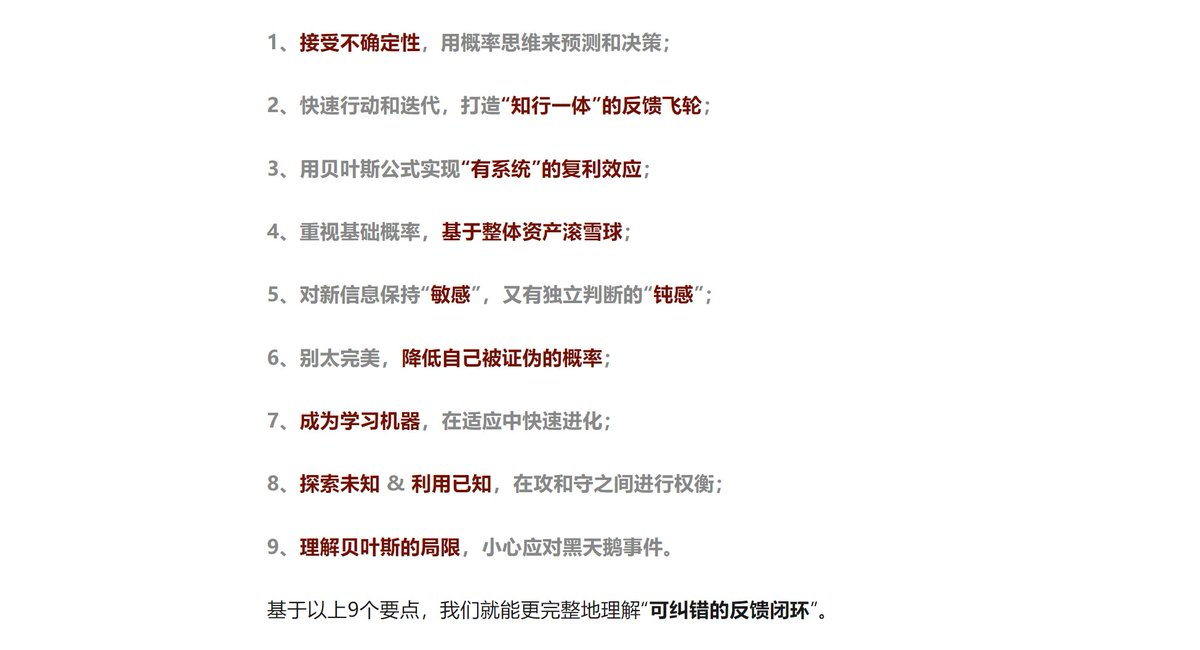 1、接受不确定性，用概率思维来预测和决策；
2、快速行动和迭代，打造“知行一体”的反馈飞轮；
3、用贝叶斯公式实现“有系统”的复利效应；
4、重视基础概率，基于整体资产滚雪球；
5、对新信息保持“敏感”，又有独立判断的“钝感”；
6、别太完美，降低自己被证伪的概率；
7、成为学习机器，在适应中快速进化；
8、探索未知 & 利用已知，在攻和守之间进行权衡；
9、理解贝叶斯的局限，小心应对黑天鹅事件。
基于以上9个要点，我们就能更完整地理解“可纠错的反馈闭环”。